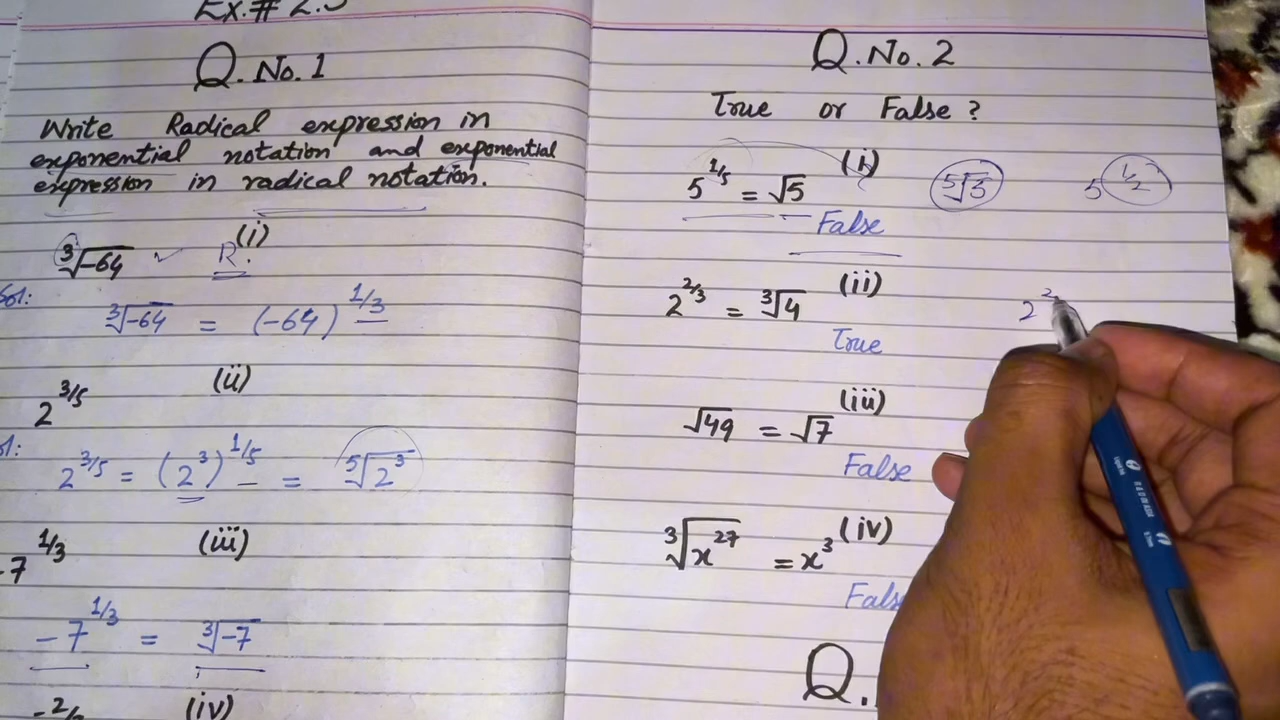 Ex.# 2.3
Q. No. 1
Write Radical expression in
exponential notation and exponential
expression in radical notation.
(i)
∛-64 R.
Sol:
∛-64 = (-64)^1/3
(ii)
2^3/5
2^3/5 = (2^3)^1/5 = ⁵√2^3
(iii)
-7^1/3
-7^1/3 = ∛-7
(iv)
Q. No. 2
True or False ?
(i)
5^1/5 = √5
False
⁵√5 5^1/2
(ii)
2^2/3 = ∛4
True
2^2
(iii)
√49 = √7
False
(iv)
∛x^27 = x^3
Q.